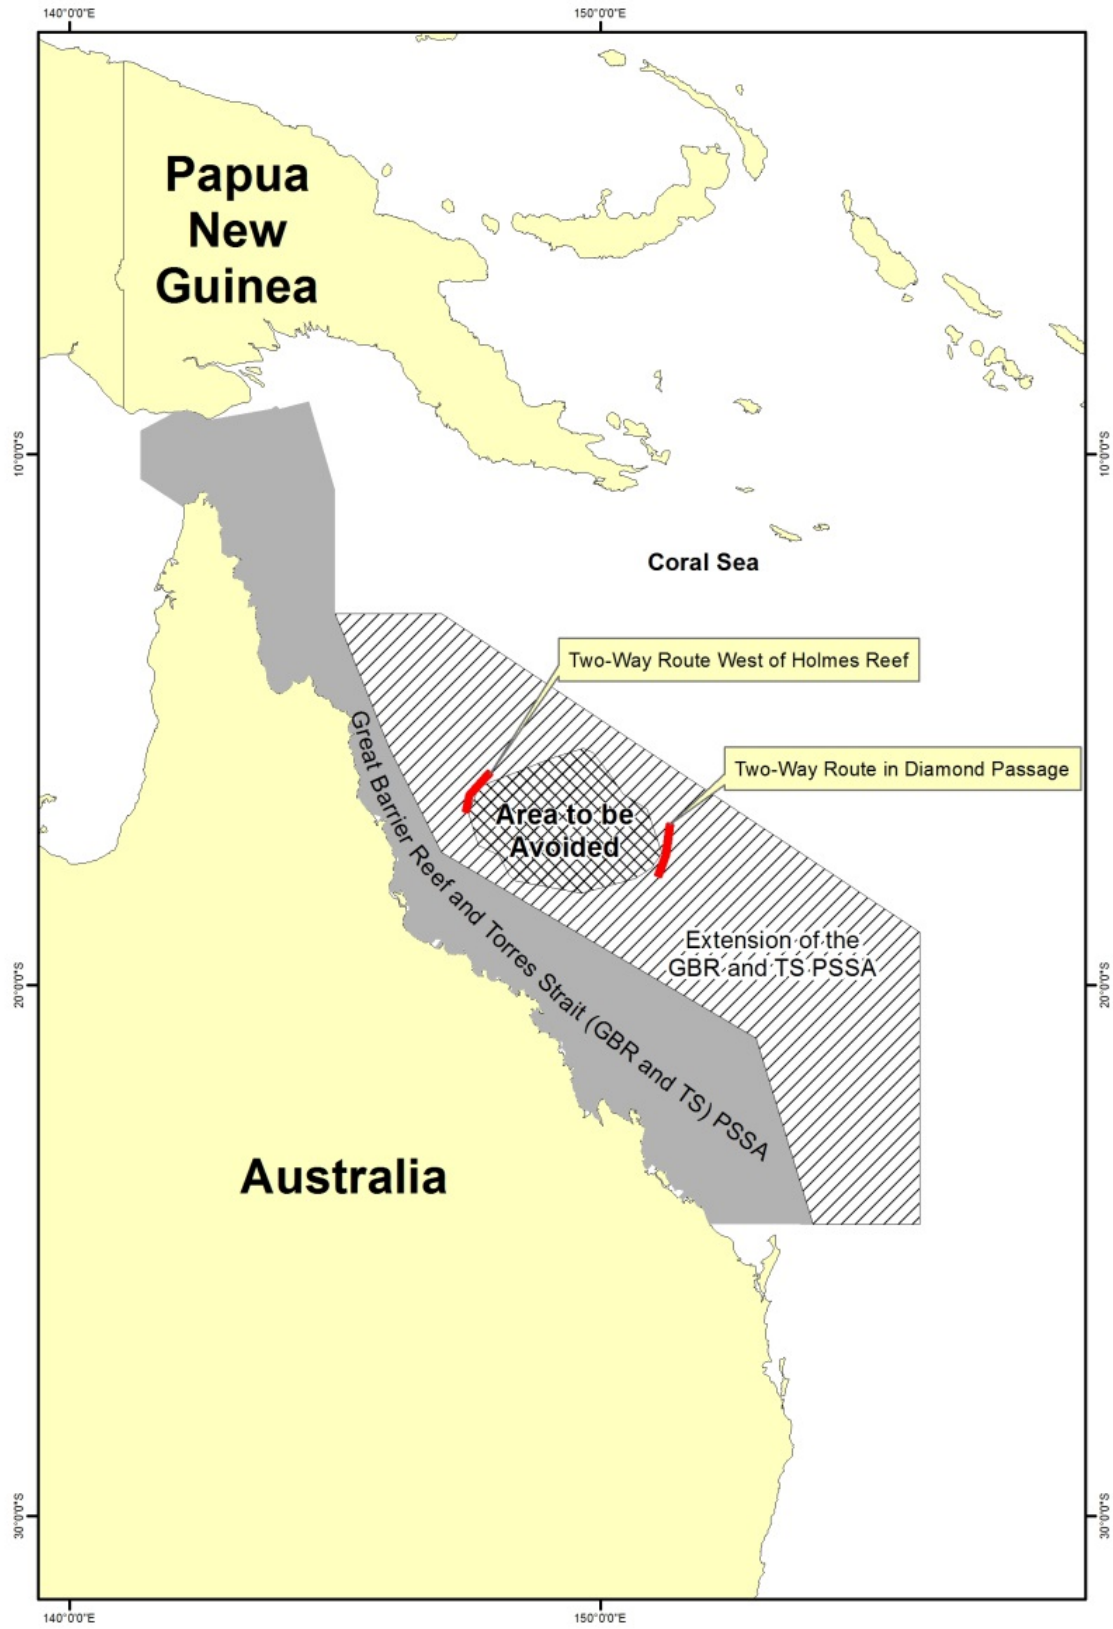 140°0'0"E
150°0'0"E
Papua
New
Guinea
10°0'0"S
10°0'0"S
Coral Sea
Two-Way Route West of Holmes Reef
Two-Way Route in Diamond Passage
Area to be
Avoided
Great Barrier Reef and Torres Strait (GBR and TS) PSSA
Extension of the
GBR and TS PSSA
20°0'0"S
20°0'0"S
Australia
30°0'0"S
30°0'0"S
140°0'0"E
150°0'0"E